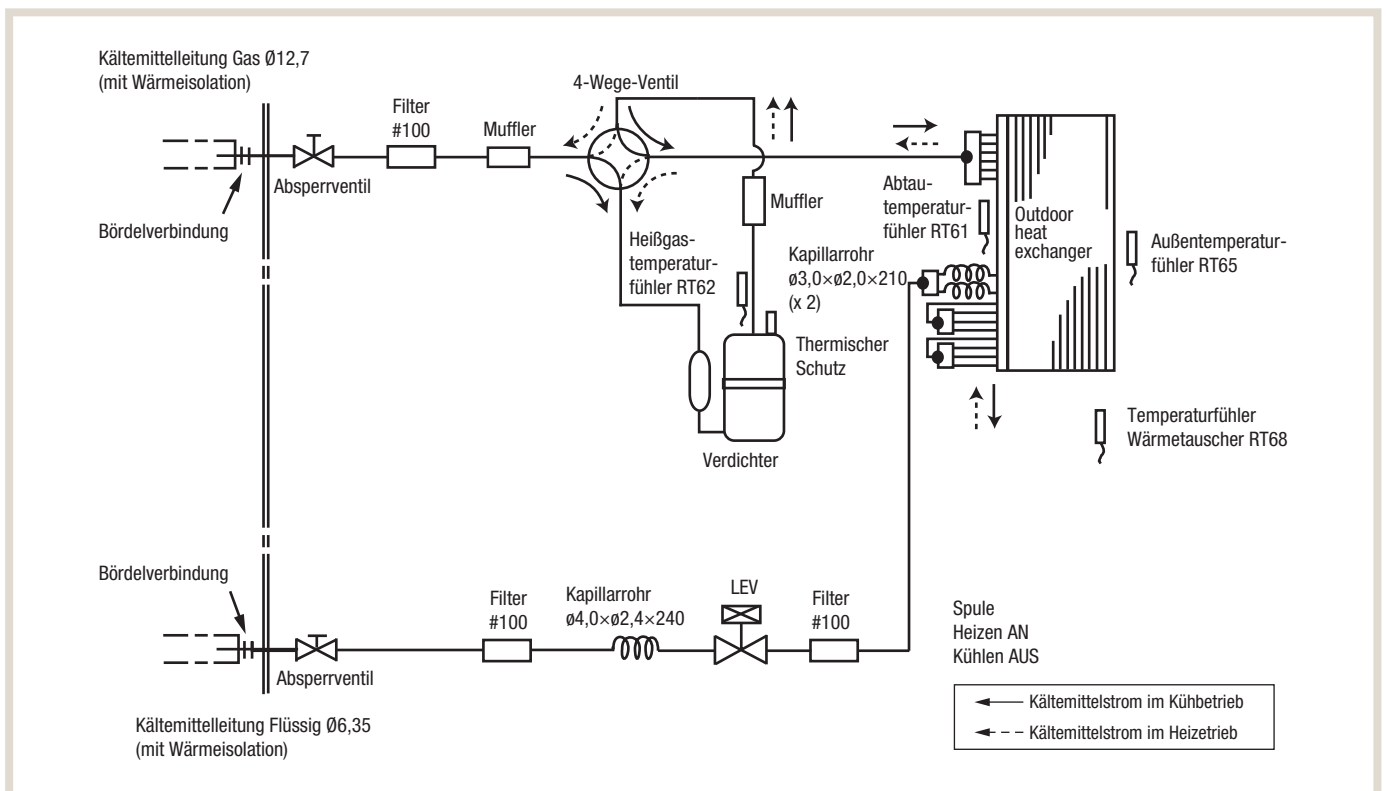 Kältemittelleitung Gas Ø12,7
(mit Wärmeisolation)
4-Wege-Ventil
Filter
#100
Muffler
Absperrventil
Bördelverbindung
Muffler
Heißgas-
temperatur-
fühler RT62
Abtau-
temperatur-
fühler RT61
Outdoor
heat
exchanger
Außentemperatur-
fühler RT65
Kapillarrohr
ø3,0×ø2,0×210
(x 2)
Thermischer
Schutz
Verdichter
Temperaturfühler
Wärmetauscher RT68
Bördelverbindung
Filter
#100
Kapillarrohr
ø4,0×ø2,4×240
LEV
Filter
#100
Absperrventil
Spule
Heizen AN
Kühlen AUS
Kältemittelleitung Flüssig Ø6,35
(mit Wärmeisolation)
Kältemittelstrom im Kühbetrieb
Kältemittelstrom im Heizetrieb